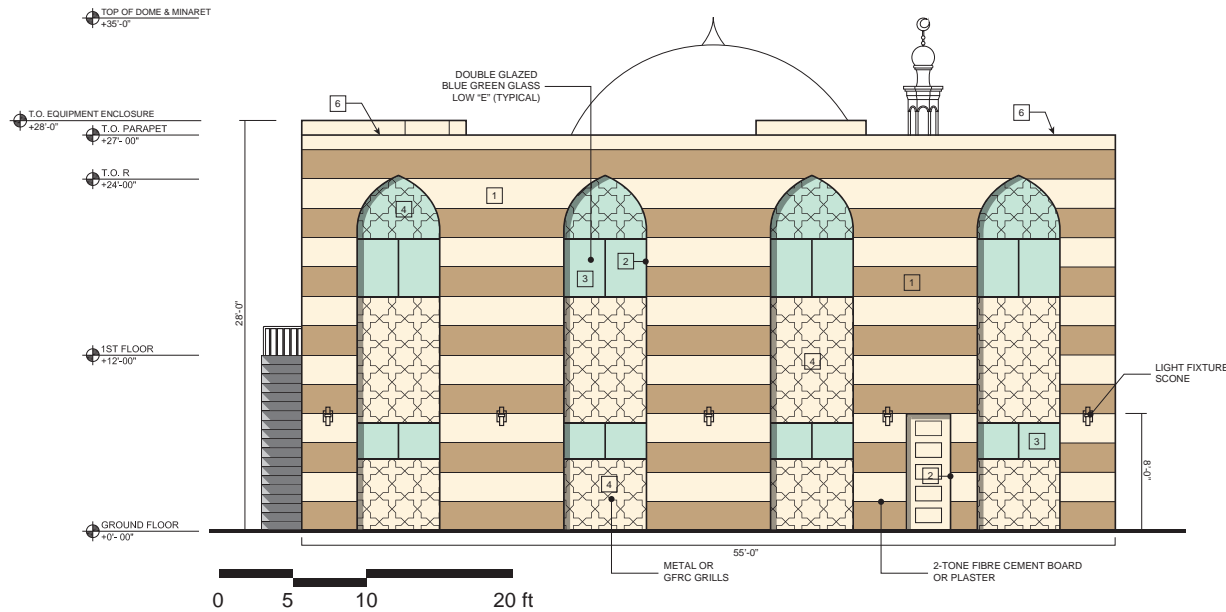 TOP OF DOME & MINARET
+35'-0"
DOUBLE GLAZED
BLUE GREEN GLASS
LOW "E" (TYPICAL)
6
6
T.O. EQUIPMENT ENCLOSURE
+28'-0"
T.O. PARAPET
+27'- 00"
T.O. R
+24'-00"
1
4
2
3
1
28'-0"
1ST FLOOR
+12'-00"
4
LIGHT FIXTURE
SCONE
3
8'-0"
2
4
GROUND FLOOR
+0'- 00"
55'-0"
METAL OR
GFRC GRILLS
2-TONE FIBRE CEMENT BOARD
OR PLASTER
0 5 10 20 ft